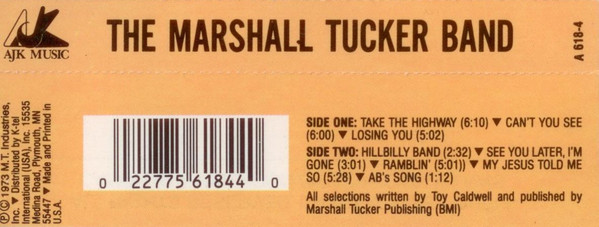 AJK MUSIC
THE MARSHALL TUCKER BAND
A 618-4
℗©1973 M.T. Industries,
Inc. ▼ Distributed by K-tel
International (USA), Inc. 15535
Medina Road, Plymouth, MN
55447 ▼ Made and Printed in
U.S.A.
0 22775 61844 0
SIDE ONE: TAKE THE HIGHWAY (6:10) ▼ CAN'T YOU SEE
(6:00) ▼ LOSING YOU (5:02)
SIDE TWO: HILLBILLY BAND (2:32) ▼ SEE YOU LATER, I'M
GONE (3:01) ▼ RAMBLIN' (5:01)) ▼ MY JESUS TOLD ME
SO (5:28) ▼ AB's SONG (1:12)
All selections written by Toy Caldwell and published by
Marshall Tucker Publishing (BMI)